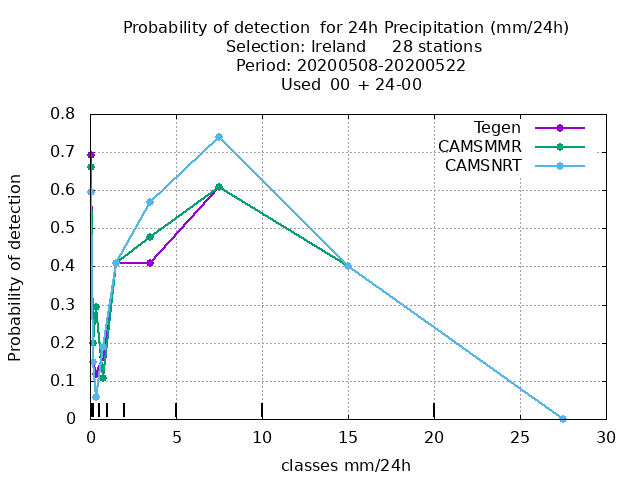 Probability of detection  for 24h Precipitation (mm/24h)
Selection: Ireland     28 stations
Period: 20200508-20200522
Used  00 + 24-00
Tegen
CAMSMMR
CAMSNRT
Probability of detection
0.8
0.7
0.6
0.5
0.4
0.3
0.2
0.1
0
0 5 10 15 20 25 30
classes mm/24h